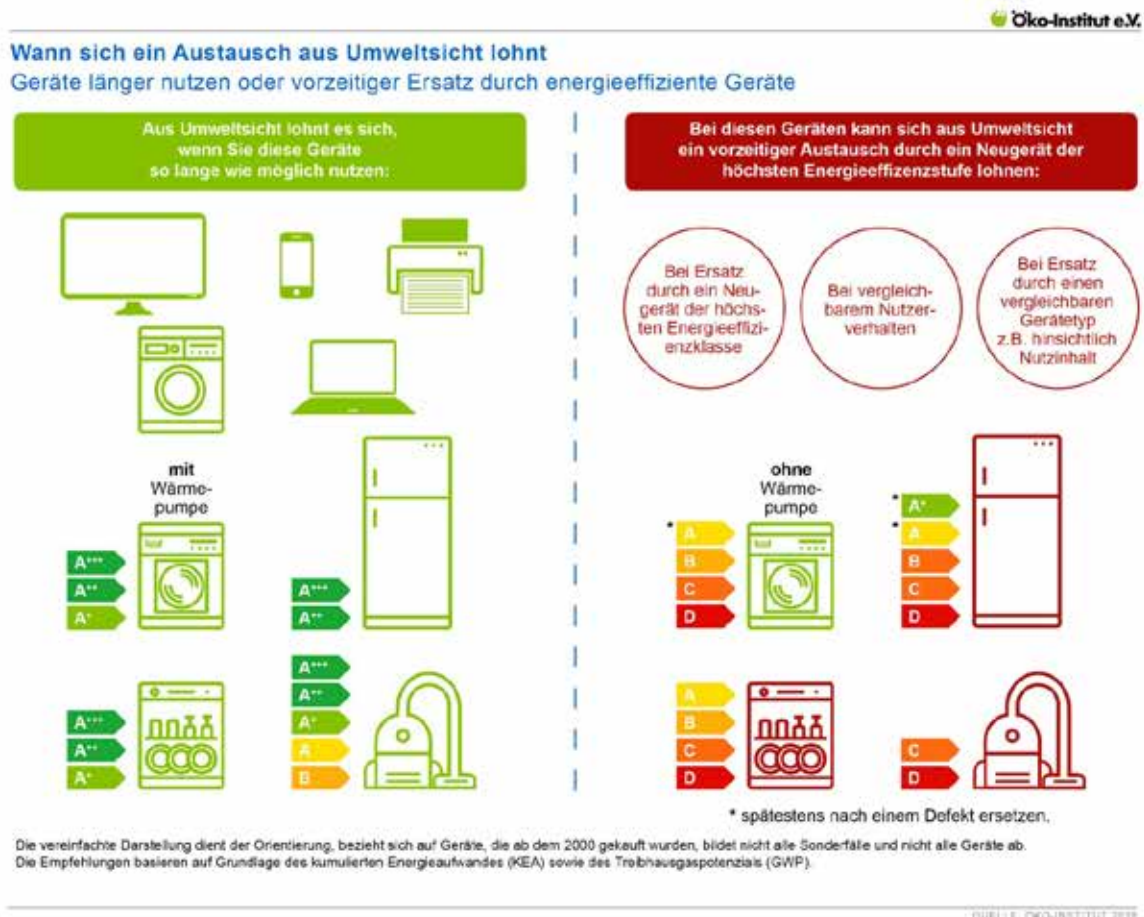 Öko-Institut e.V.
Wann sich ein Austausch aus Umweltsicht lohnt
Geräte länger nutzen oder vorzeitiger Ersatz durch energieeffiziente Geräte
Aus Umweltsicht lohnt es sich,
wenn Sie diese Geräte
so lange wie möglich nutzen:
Bei diesen Geräten kann sich aus Umweltsicht
ein vorzeitiger Austausch durch ein Neugerät der
höchsten Energieeffizenzstufe lohnen:
Bei Ersatz
durch ein Neu-
gerät der höchs-
ten Energieeffizi-
enzklasse
Bei vergleich-
barem Nutzer-
verhalten
Bei Ersatz
durch einen
vergleichbaren
Gerätetyp
z.B. hinsichtlich
Nutzinhalt
mit
Wärme-
pumpe
A+++
A++
A+
A+++
A++
A+++
A++
A+
A+++
A++
A+
A
B
ohne
Wärme-
pumpe
* A
B
C
D
* A+
* A
B
C
D
A
B
C
D
C
D
* spätestens nach einem Defekt ersetzen.
Die vereinfachte Darstellung dient der Orientierung, bezieht sich auf Geräte, die ab dem 2000 gekauft wurden, bildet nicht alle Sonderfälle und nicht alle Geräte ab.
Die Empfehlungen basieren auf Grundlage des kumulierten Energieaufwandes (KEA) sowie des Treibhausgaspotenzials (GWP).
QUELLE: ÖKO-INSTITUT